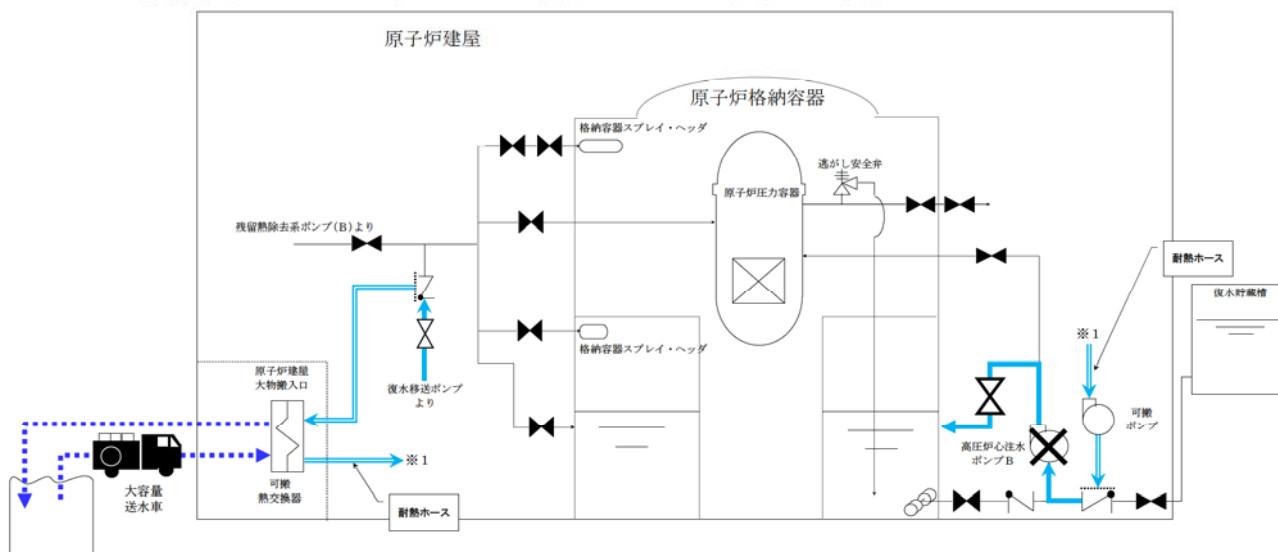 原子炉建屋
原子炉格納容器
格納容器スプレイ・ヘッダ
逃がし安全弁
原子炉圧力容器
残留熱除去系ポンプ(B)より
耐熱ホース
復水貯蔵槽
※1
格納容器スプレイ・ヘッダ
原子炉建屋
大物搬入口
復水移送ポンプ
より
可搬
ポンプ
高圧炉心注水
ポンプB
※1
可搬
熱交換器
大容量
送水車
耐熱ホース